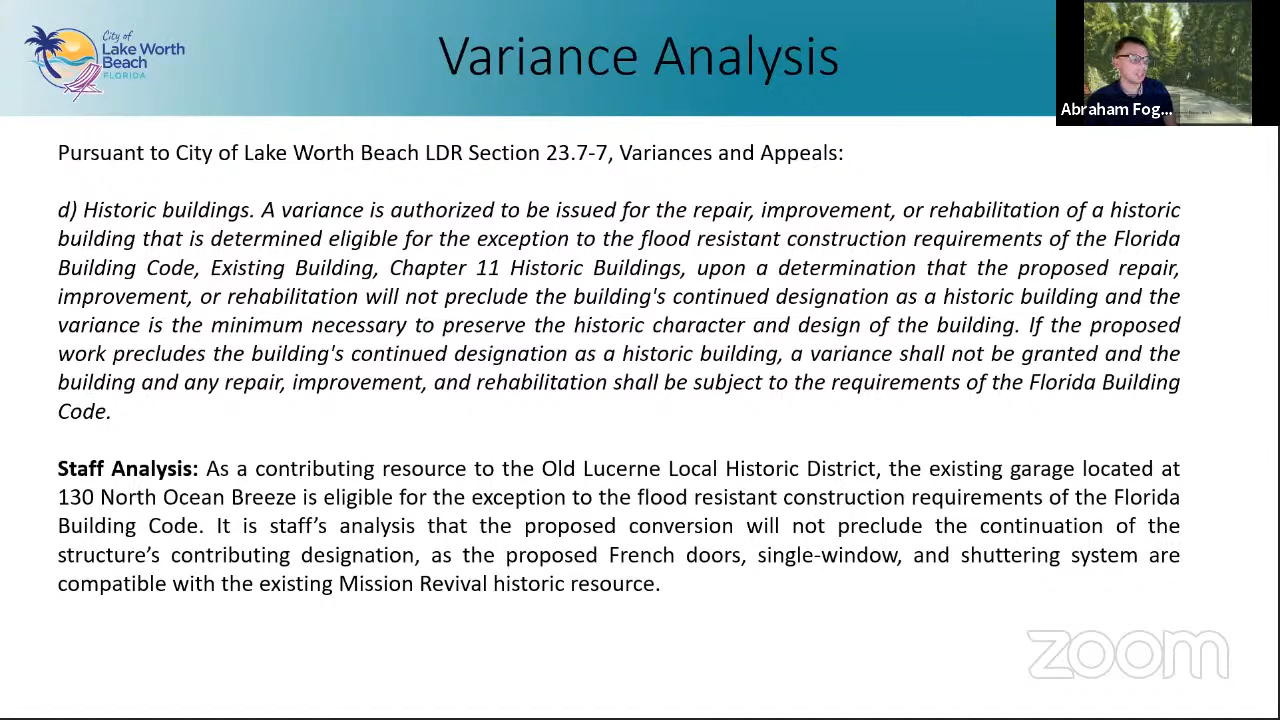 City of
Lake Worth
Beach
FLORIDA
Variance Analysis
Abraham Fog...
Pursuant to City of Lake Worth Beach LDR Section 23.7-7, Variances and Appeals:
d) Historic buildings. A variance is authorized to be issued for the repair, improvement, or rehabilitation of a historic
building that is determined eligible for the exception to the flood resistant construction requirements of the Florida
Building Code, Existing Building, Chapter 11 Historic Buildings, upon a determination that the proposed repair,
improvement, or rehabilitation will not preclude the building's continued designation as a historic building and the
variance is the minimum necessary to preserve the historic character and design of the building. If the proposed
work precludes the building's continued designation as a historic building, a variance shall not be granted and the
building and any repair, improvement, and rehabilitation shall be subject to the requirements of the Florida Building
Code.
Staff Analysis: As a contributing resource to the Old Lucerne Local Historic District, the existing garage located at
130 North Ocean Breeze is eligible for the exception to the flood resistant construction requirements of the Florida
Building Code. It is staff’s analysis that the proposed conversion will not preclude the continuation of the
structure’s contributing designation, as the proposed French doors, single-window, and shuttering system are
compatible with the existing Mission Revival historic resource.
zoom